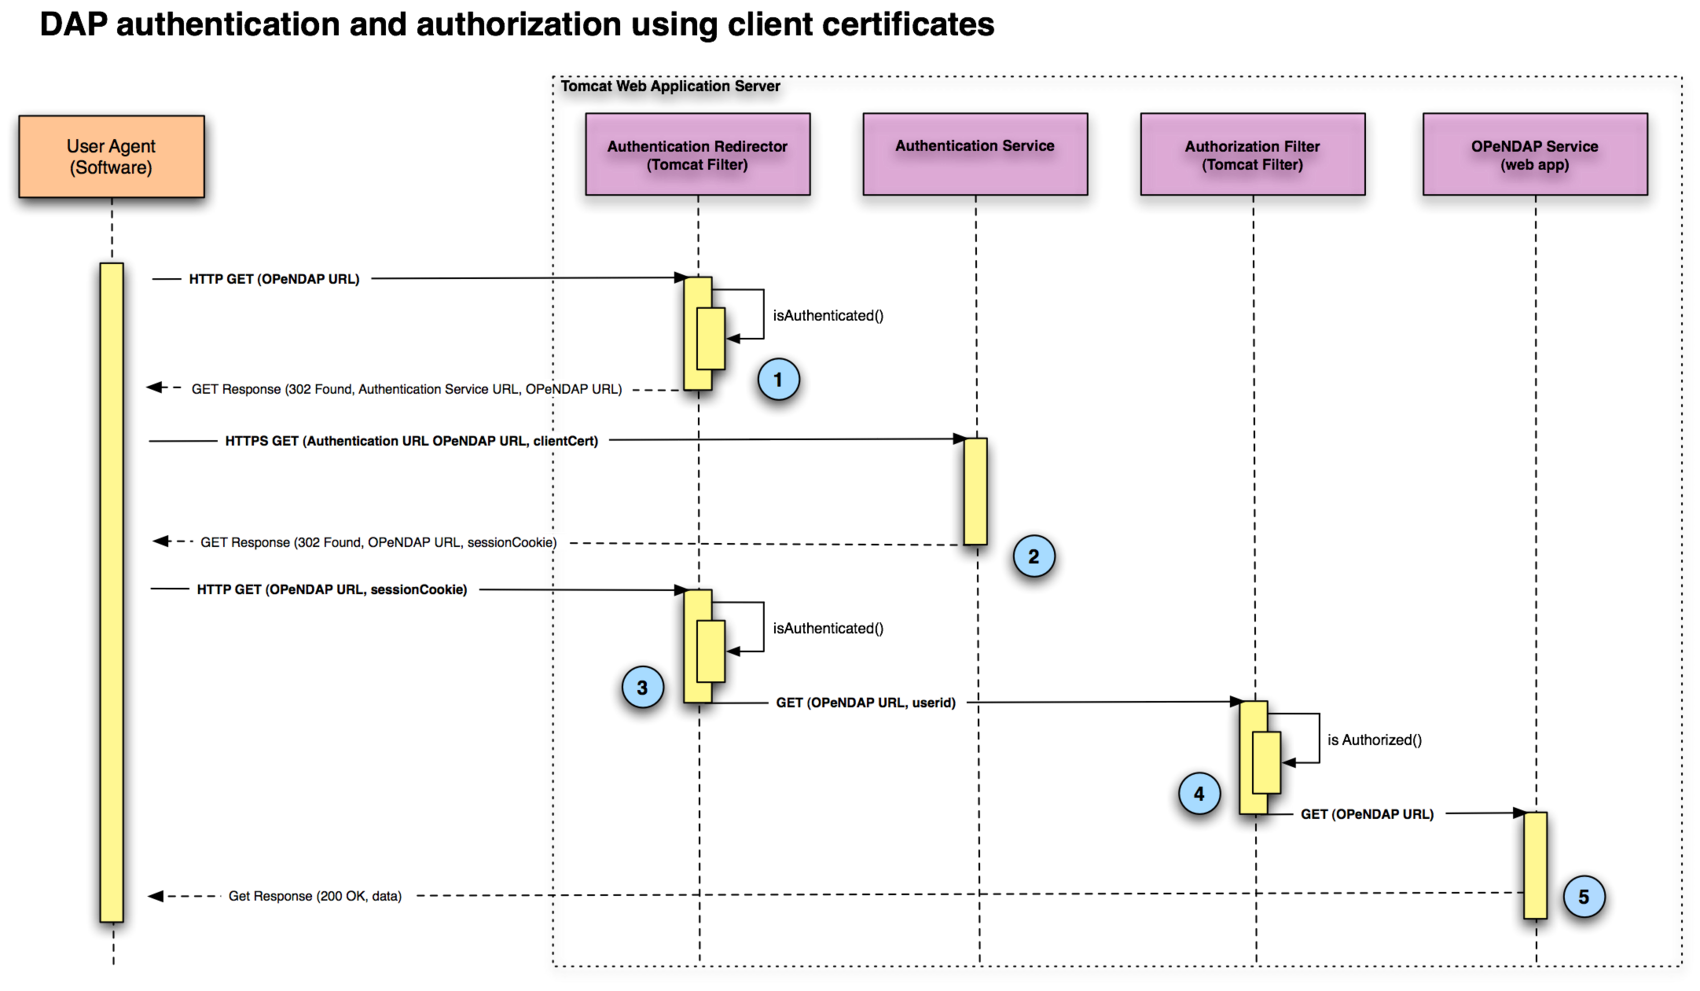 DAP authentication and authorization using client certificates
Tomcat Web Application Server
User Agent
(Software)
Authentication Redirector
(Tomcat Filter)
Authentication Service
Authorization Filter
(Tomcat Filter)
OPeNDAP Service
(web app)
HTTP GET (OPeNDAP URL)
isAuthenticated()
1
GET Response (302 Found, Authentication Service URL, OPeNDAP URL)
HTTPS GET (Authentication URL OPeNDAP URL, clientCert)
GET Response (302 Found, OPeNDAP URL, sessionCookie)
2
HTTP GET (OPeNDAP URL, sessionCookie)
isAuthenticated()
3
GET (OPeNDAP URL, userid)
is Authorized()
4
GET (OPeNDAP URL)
Get Response (200 OK, data)
5